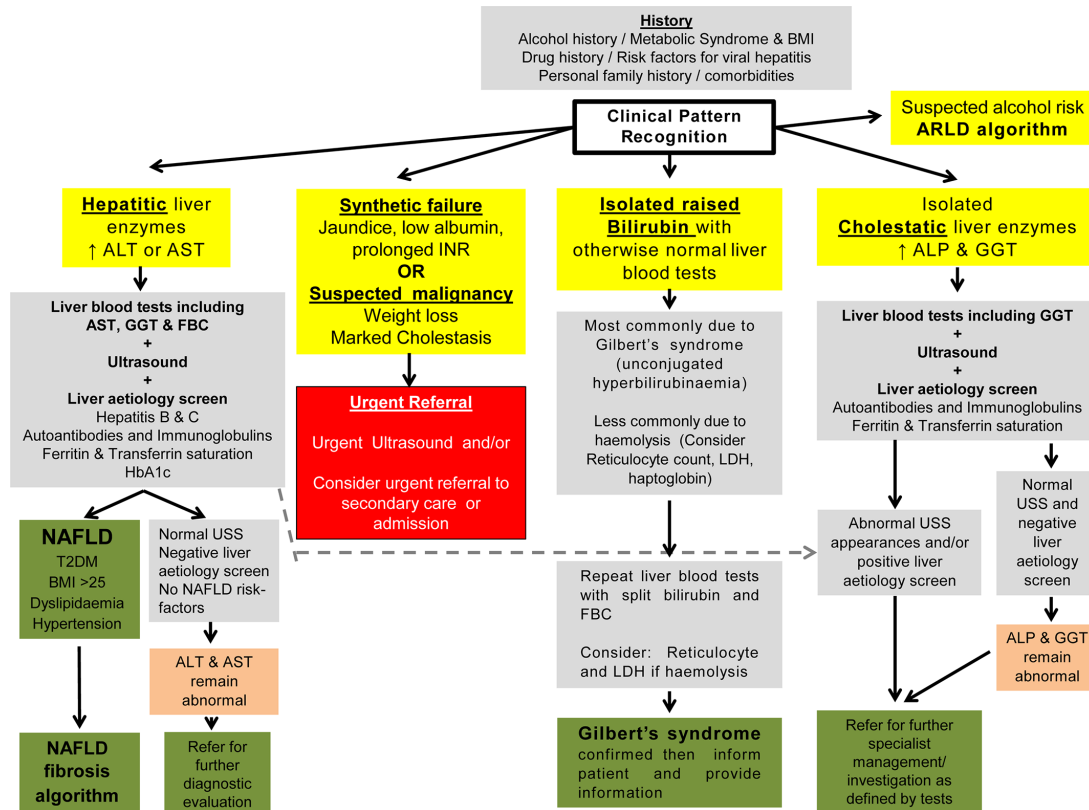 History
Alcohol history / Metabolic Syndrome & BMI
Drug history / Risk factors for viral hepatitis
Personal family history / comorbidities
Clinical Pattern
Recognition
Suspected alcohol risk
ARLD algorithm
Hepatitic liver
enzymes
↑ ALT or AST
Liver blood tests including
AST, GGT & FBC
+
Ultrasound
+
Liver aetiology screen
Hepatitis B & C
Autoantibodies and Immunoglobulins
Ferritin & Transferrin saturation
HbA1c
NAFLD
T2DM
BMI >25
Dyslipidaemia
Hypertension
NAFLD
fibrosis
algorithm
Normal USS
Negative liver
aetiology screen
No NAFLD risk-
factors
ALT & AST
remain
abnormal
Refer for
further
diagnostic
evaluation
Synthetic failure
Jaundice, low albumin,
prolonged INR
OR
Suspected malignancy
Weight loss
Marked Cholestasis
Urgent Referral
Urgent Ultrasound and/or
Consider urgent referral to
secondary care or
admission
Isolated raised
Bilirubin with
otherwise normal liver
blood tests
Most commonly due to
Gilbert's syndrome
(unconjugated
hyperbilirubinaemia)
Less commonly due to
haemolysis (Consider
Reticulocyte count, LDH,
haptoglobin)
Repeat liver blood tests
with split bilirubin and
FBC
Consider: Reticulocyte
and LDH if haemolysis
Gilbert's syndrome
confirmed then inform
patient and provide
information
Isolated
Cholestatic liver enzymes
↑ ALP & GGT
Liver blood tests including GGT
+
Ultrasound
+
Liver aetiology screen
Autoantibodies and Immunoglobulins
Ferritin & Transferrin saturation
Abnormal USS
appearances and/or
positive liver
aetiology screen
Normal
USS and
negative
liver
aetiology
screen
ALP & GGT
remain
abnormal
Refer for further
specialist
management/
investigation as
defined by tests